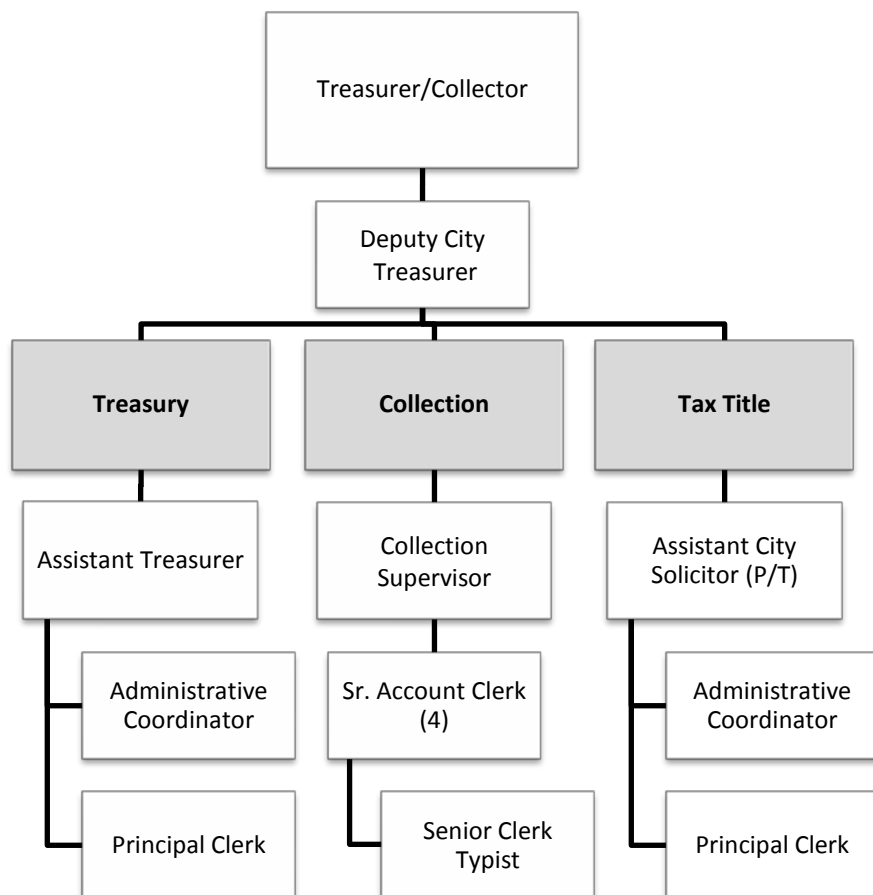 Treasurer/Collector
Deputy City
Treasurer
Treasury
Collection
Tax Title
Assistant Treasurer
Collection
Supervisor
Assistant City
Solicitor (P/T)
Administrative
Coordinator
Sr. Account Clerk
(4)
Administrative
Coordinator
Principal Clerk
Senior Clerk
Typist
Principal Clerk